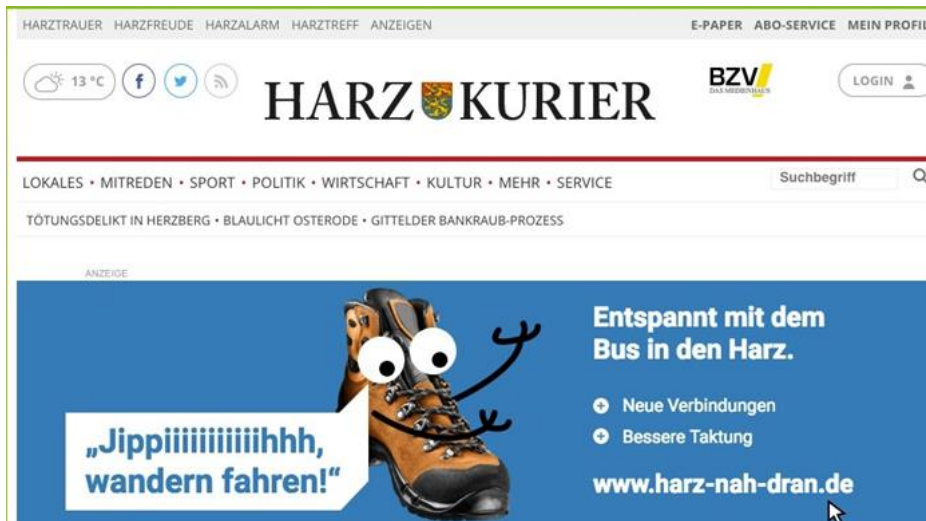 HARZTRAUER HARZFREUDE HARZALARM HARZTREFF ANZEIGEN E-PAPER ABO-SERVICE MEIN PROFIL
13 °C f HARZ KURIER BZV DAS MEDIENHAUS LOGIN
LOKALES • MITREDEN • SPORT • POLITIK • WIRTSCHAFT • KULTUR • MEHR • SERVICE Suchbegriff
TÖTUNGSDELIKT IN HERZBERG • BLAULICHT OSTERODE • GITTELDER BANKRAUB-PROZESS
ANZEIGE
„Jippiiiiiiiiiiihhh,
wandern fahren!“
Entspannt mit dem
Bus in den Harz.
Neue Verbindungen
Bessere Taktung
www.harz-nah-dran.de